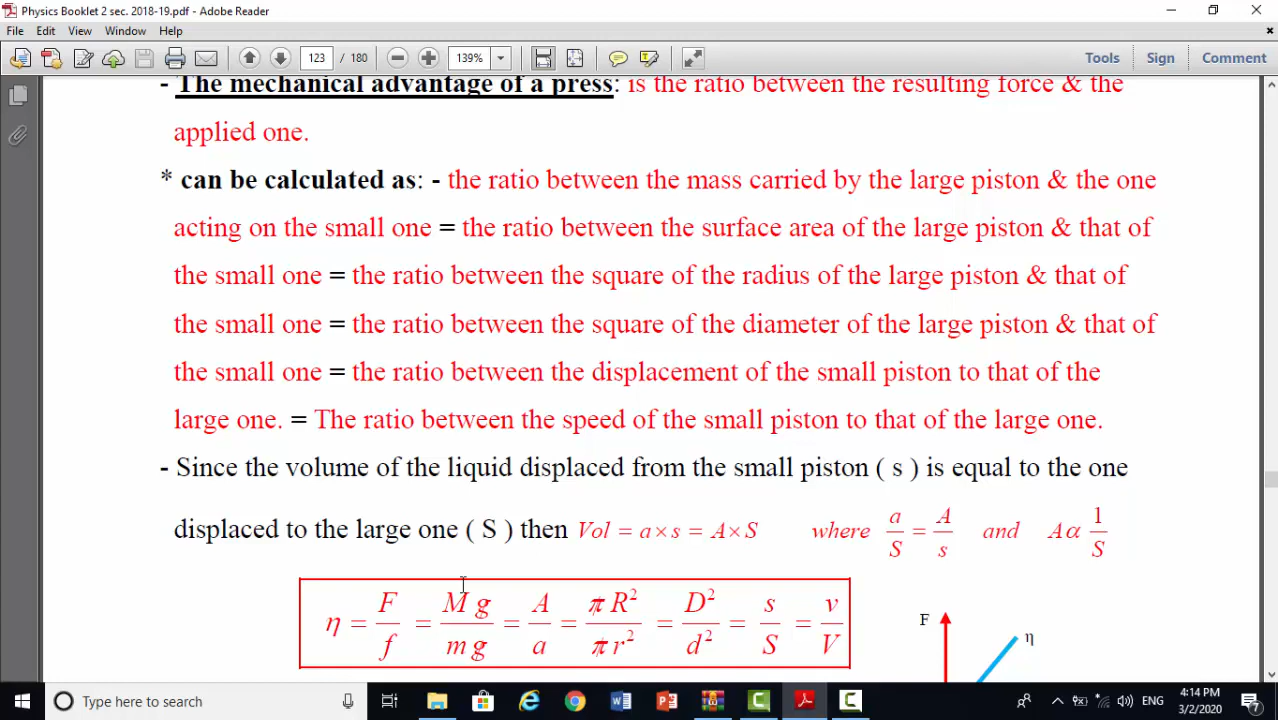 Physics Booklet 2 sec. 2018-19.pdf - Adobe Reader
File Edit View Window Help
123 / 180 139% Tools Sign Comment
- The mechanical advantage of a press: is the ratio between the resulting force & the
applied one.
* can be calculated as: - the ratio between the mass carried by the large piston & the one
acting on the small one = the ratio between the surface area of the large piston & that of
the small one = the ratio between the square of the radius of the large piston & that of
the small one = the ratio between the square of the diameter of the large piston & that of
the small one = the ratio between the displacement of the small piston to that of the
large one. = The ratio between the speed of the small piston to that of the large one.
- Since the volume of the liquid displaced from the small piston ( s ) is equal to the one
displaced to the large one ( S ) then Vol = a × s = A × S where a/S = A/s and A α 1/S
η = F/f = M g/m g = A/a = π R²/π r² = D²/d² = s/S = v/V
F
η
Type here to search ENG 4:14 PM
3/2/2020
7